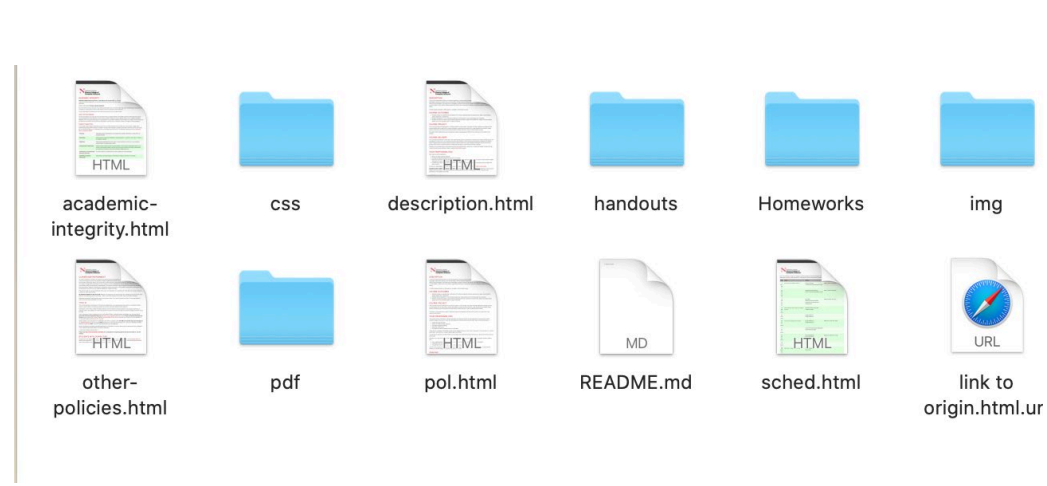 HTML
HTML
academic-
integrity.html
css
description.html
handouts
Homeworks
img
HTML
HTML
MD
HTML
URL
other-
policies.html
pdf
pol.html
README.md
sched.html
link to
origin.html.ur